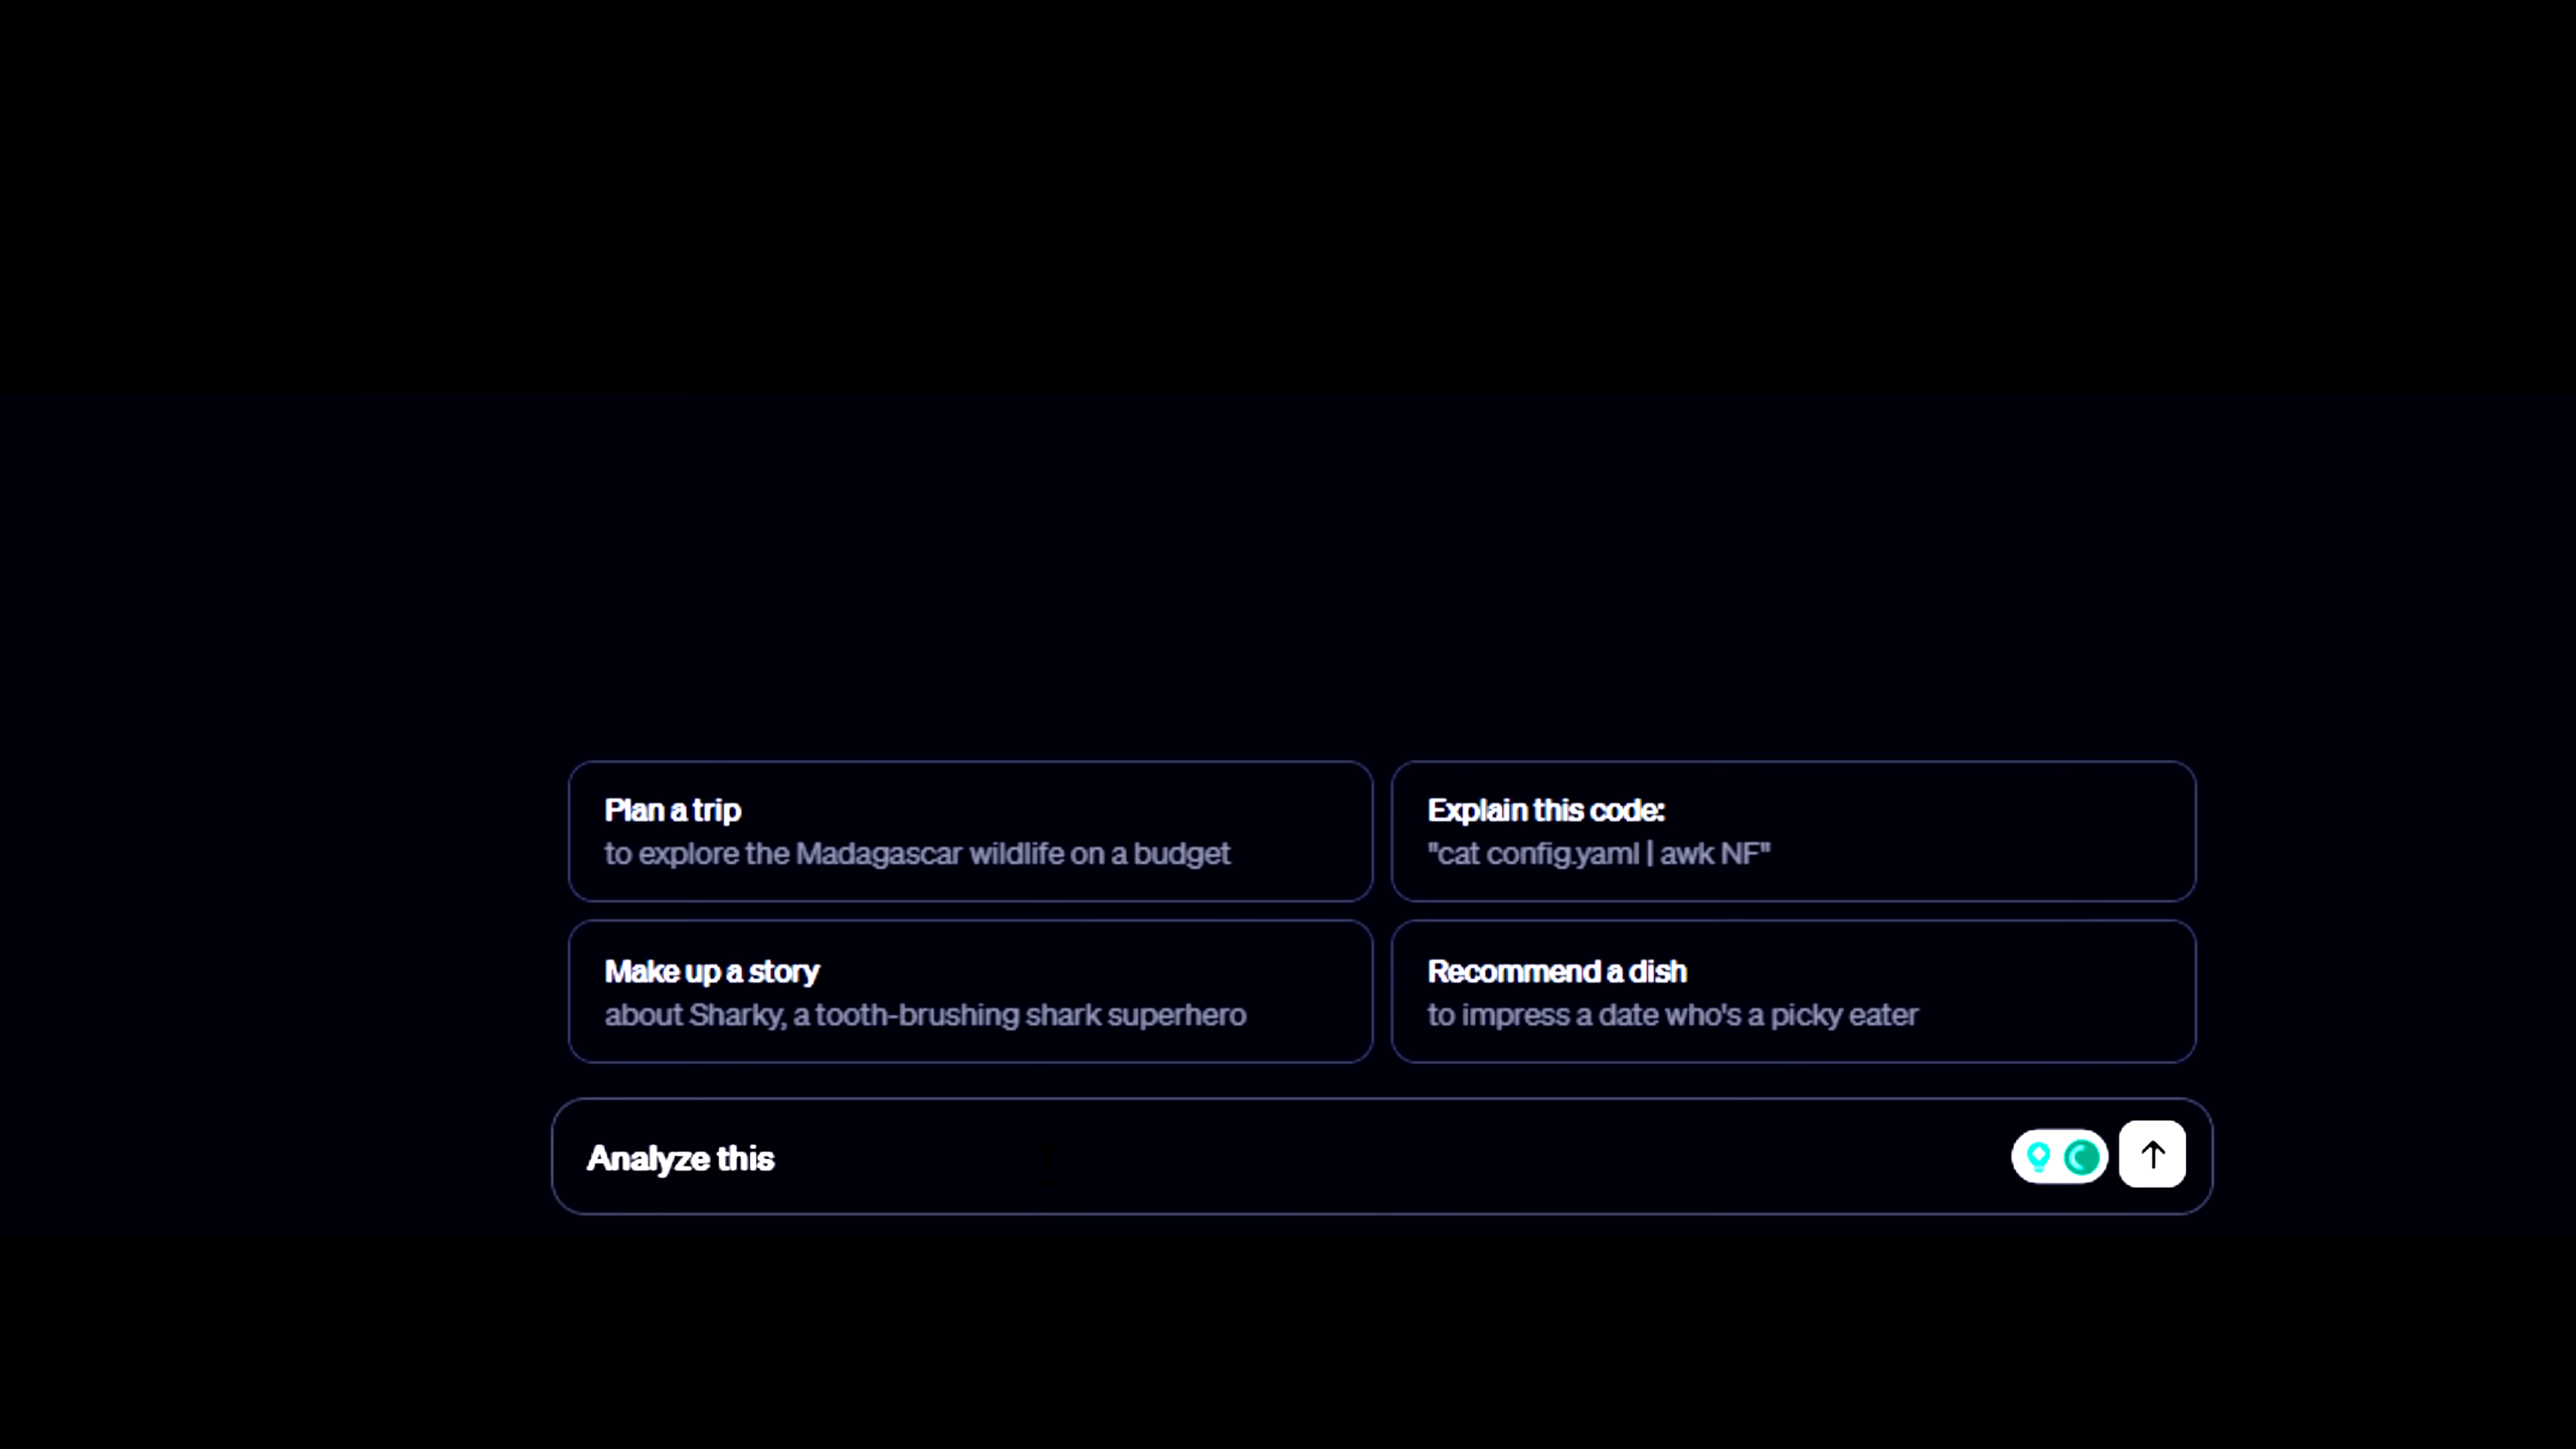 Plan a trip
to explore the Madagascar wildlife on a budget
Explain this code:
"cat config.yaml | awk NF"
Make up a story
about Sharky, a tooth-brushing shark superhero
Recommend a dish
to impress a date who's a picky eater
Analyze this